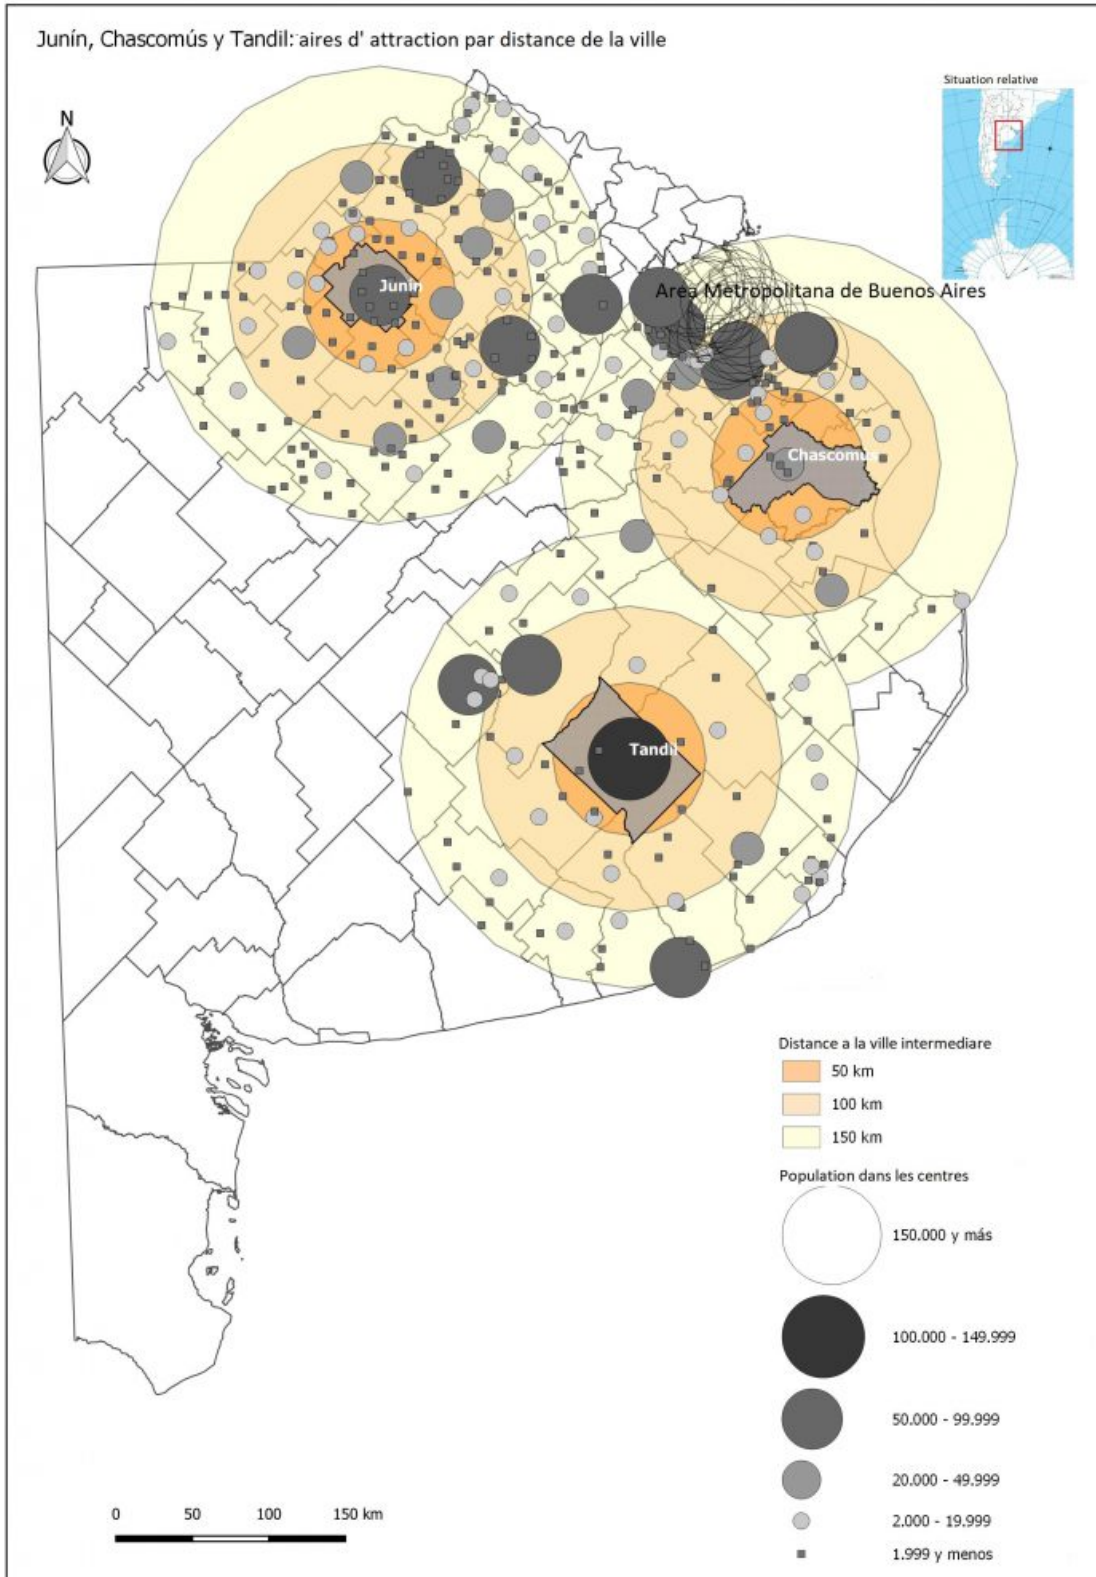 Junín, Chascomús y Tandil: aires d' attraction par distance de la ville
Situation relative
N
Junín
Area Metropolitana de Buenos Aires
Chascomús
Tandil
Distance a la ville intermediare
50 km
100 km
150 km
Population dans les centres
150.000 y más
100.000 - 149.999
50.000 - 99.999
20.000 - 49.999
2.000 - 19.999
1.999 y menos
0 50 100 150 km